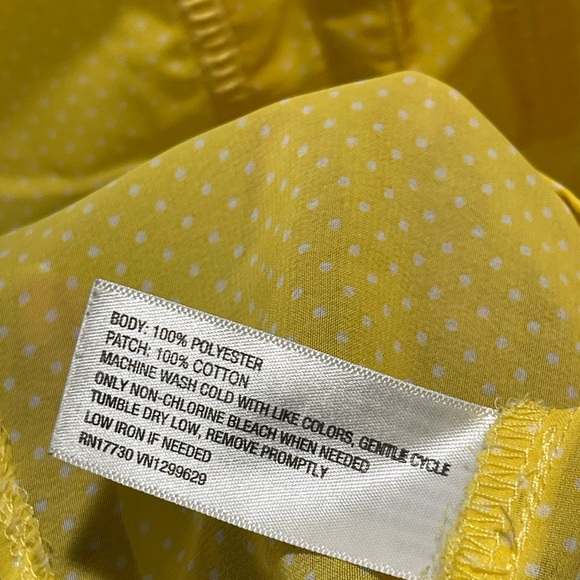 BODY: 100% POLYESTER
PATCH: 100% COTTON
MACHINE WASH COLD WITH LIKE COLORS, GENTLE CYCLE
ONLY NON-CHLORINE BLEACH WHEN NEEDED
TUMBLE DRY LOW, REMOVE PROMPTLY
LOW IRON IF NEEDED
RN17730 VN1299629